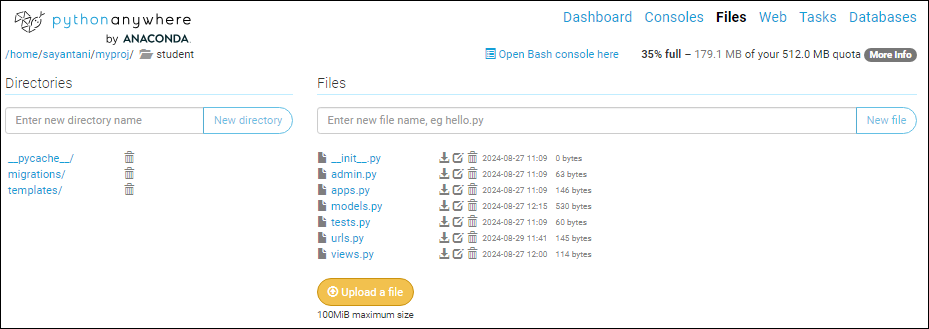 pythonanywhere
by ANACONDA.
Dashboard Consoles Files Web Tasks Databases
/home/sayantani/myproj/ student
Open Bash console here
35% full – 179.1 MB of your 512.0 MB quota More Info
Directories
Enter new directory name New directory
__pycache__/
migrations/
templates/
Files
Enter new file name, eg hello.py New file
__init__.py 2024-08-27 11:09 0 bytes
admin.py 2024-08-27 11:09 63 bytes
apps.py 2024-08-27 11:09 146 bytes
models.py 2024-08-27 12:15 530 bytes
tests.py 2024-08-27 11:09 60 bytes
urls.py 2024-08-29 11:41 145 bytes
views.py 2024-08-27 12:00 114 bytes
Upload a file
100MiB maximum size